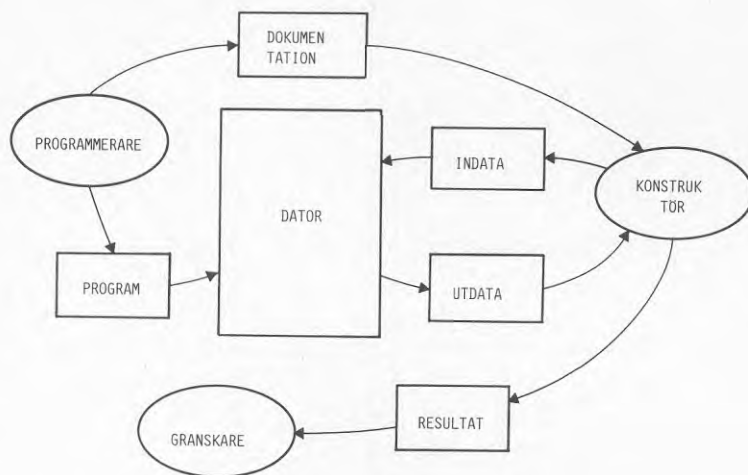 DOKUMEN
TATION
PROGRAMMERARE
INDATA
KONSTRUK
TÖR
DATOR
PROGRAM
UTDATA
RESULTAT
GRANSKARE